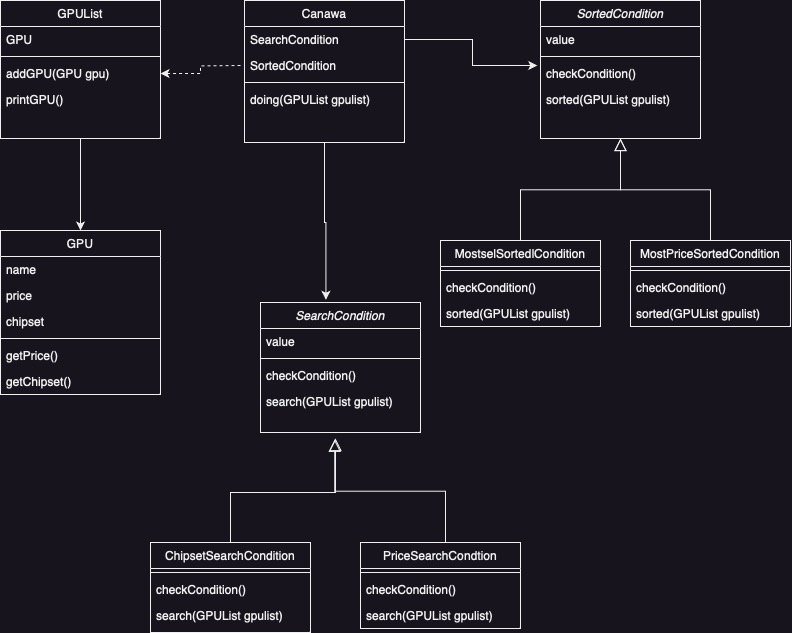 GPUList
GPU
addGPU(GPU gpu)
printGPU()
Canawa
SearchCondition
SortedCondition
doing(GPUList gpulist)
SortedCondition
value
checkCondition()
sorted(GPUList gpulist)
GPU
name
price
chipset
getPrice()
getChipset()
MostselSortedlCondition
checkCondition()
sorted(GPUList gpulist)
MostPriceSortedCondition
checkCondition()
sorted(GPUList gpulist)
SearchCondition
value
checkCondition()
search(GPUList gpulist)
ChipsetSearchCondition
checkCondition()
search(GPUList gpulist)
PriceSearchCondtion
checkCondition()
search(GPUList gpulist)